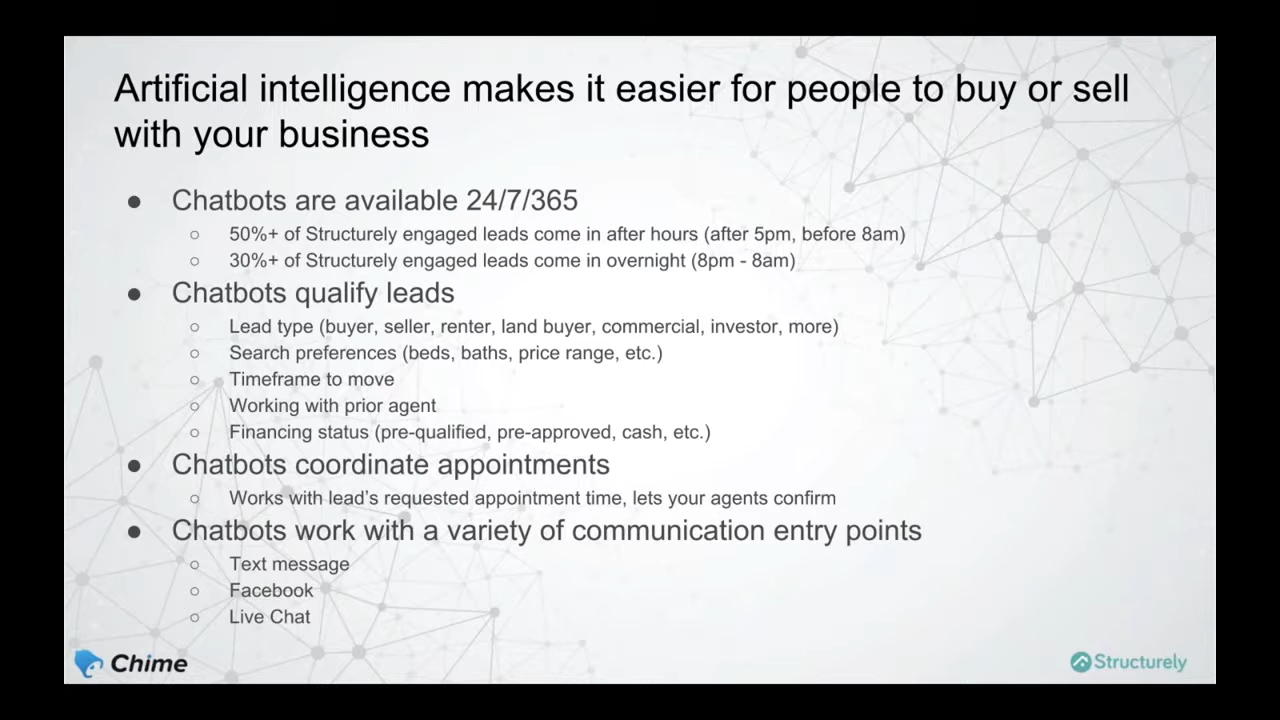 Artificial intelligence makes it easier for people to buy or sell
with your business
● Chatbots are available 24/7/365
○ 50%+ of Structurely engaged leads come in after hours (after 5pm, before 8am)
○ 30%+ of Structurely engaged leads come in overnight (8pm - 8am)
● Chatbots qualify leads
○ Lead type (buyer, seller, renter, land buyer, commercial, investor, more)
○ Search preferences (beds, baths, price range, etc.)
○ Timeframe to move
○ Working with prior agent
○ Financing status (pre-qualified, pre-approved, cash, etc.)
● Chatbots coordinate appointments
○ Works with lead’s requested appointment time, lets your agents confirm
● Chatbots work with a variety of communication entry points
○ Text message
○ Facebook
○ Live Chat
Chime
Structurely